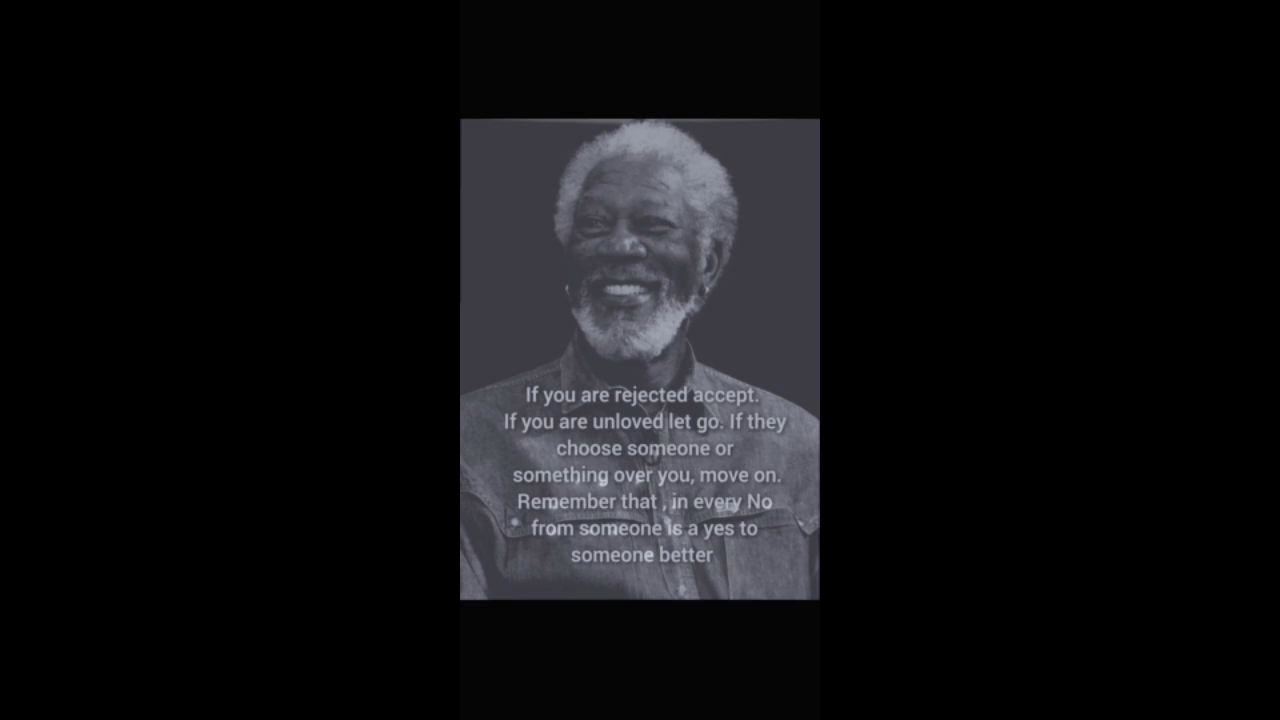 If you are rejected accept.
If you are unloved let go. If they
choose someone or
something over you, move on.
Remember that , in every No
from someone is a yes to
someone better